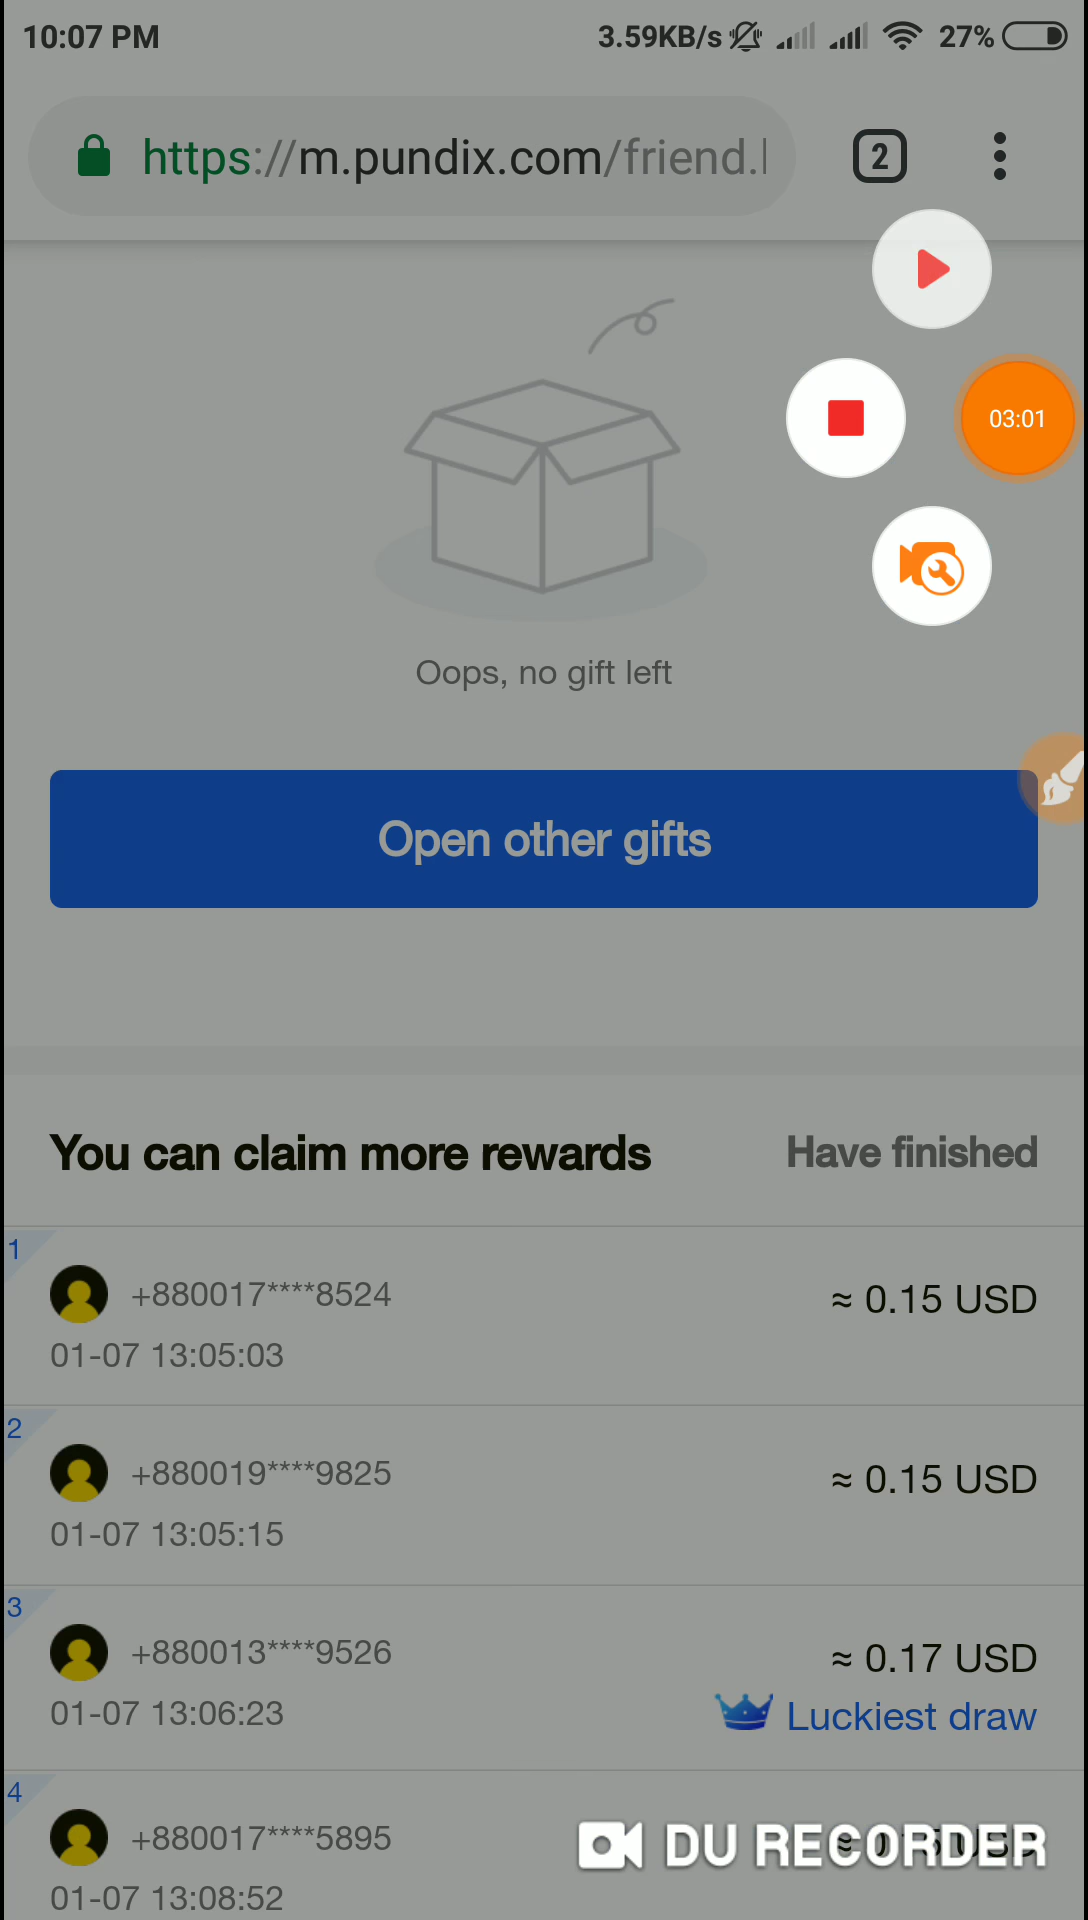 10:07 PM 3.59KB/s 27%
https://m.pundix.com/friend.
2
03:01
Oops, no gift left
Open other gifts
You can claim more rewards Have finished
1
+880017****8524 ≈ 0.15 USD
01-07 13:05:03
2
+880019****9825 ≈ 0.15 USD
01-07 13:05:15
3
+880013****9526 ≈ 0.17 USD
01-07 13:06:23 Luckiest draw
4
+880017****5895 USD
DU RECORDER
01-07 13:08:52